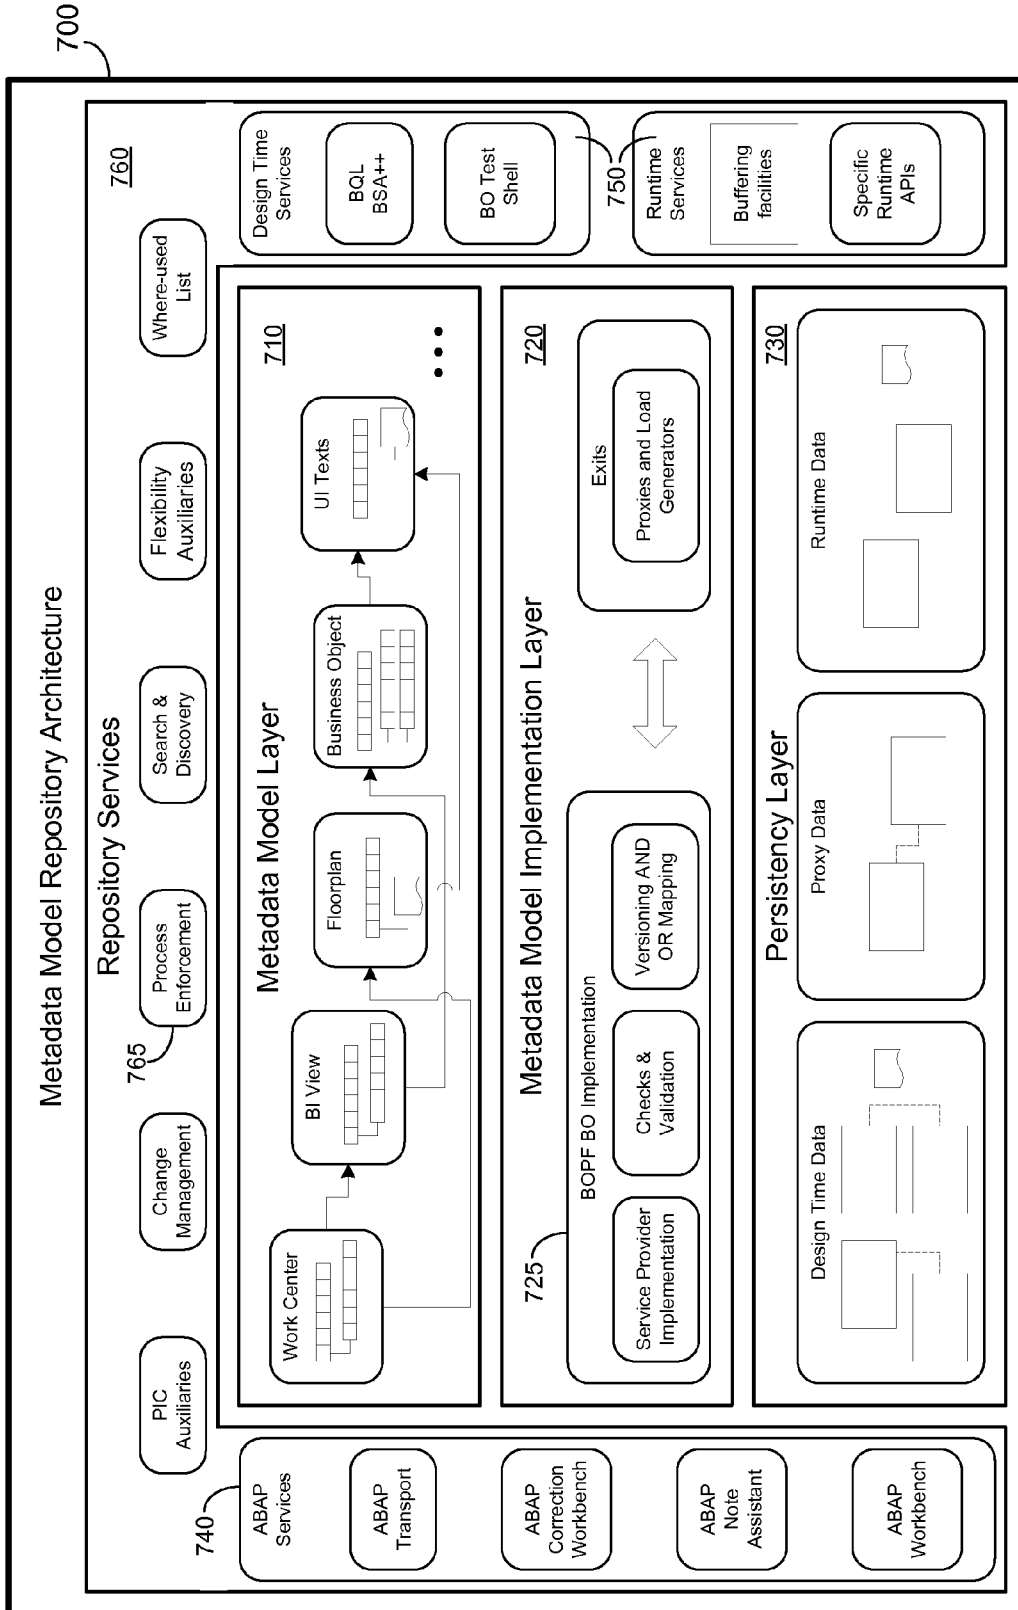 700
Metadata Model Repository Architecture
Repository Services
760
PIC
Auxiliaries
Change
Management
765
Process
Enforcement
Search &
Discovery
Flexibility
Auxiliaries
Where-used
List
740
ABAP
Services
ABAP
Transport
ABAP
Correction
Workbench
ABAP
Note
Assistant
ABAP
Workbench
Metadata Model Layer
710
Work Center
BI View
Floorplan
Business Object
UI Texts
Metadata Model Implementation Layer
720
725
BOPF BO Implementation
Service Provider
Implementation
Checks &
Validation
Versioning AND
OR Mapping
Exits
Proxies and Load
Generators
Persistency Layer
730
Design Time Data
Proxy Data
Runtime Data
Design Time
Services
BQL
BSA++
BO Test
Shell
750
Runtime
Services
Buffering
facilities
Specific
Runtime
APIs